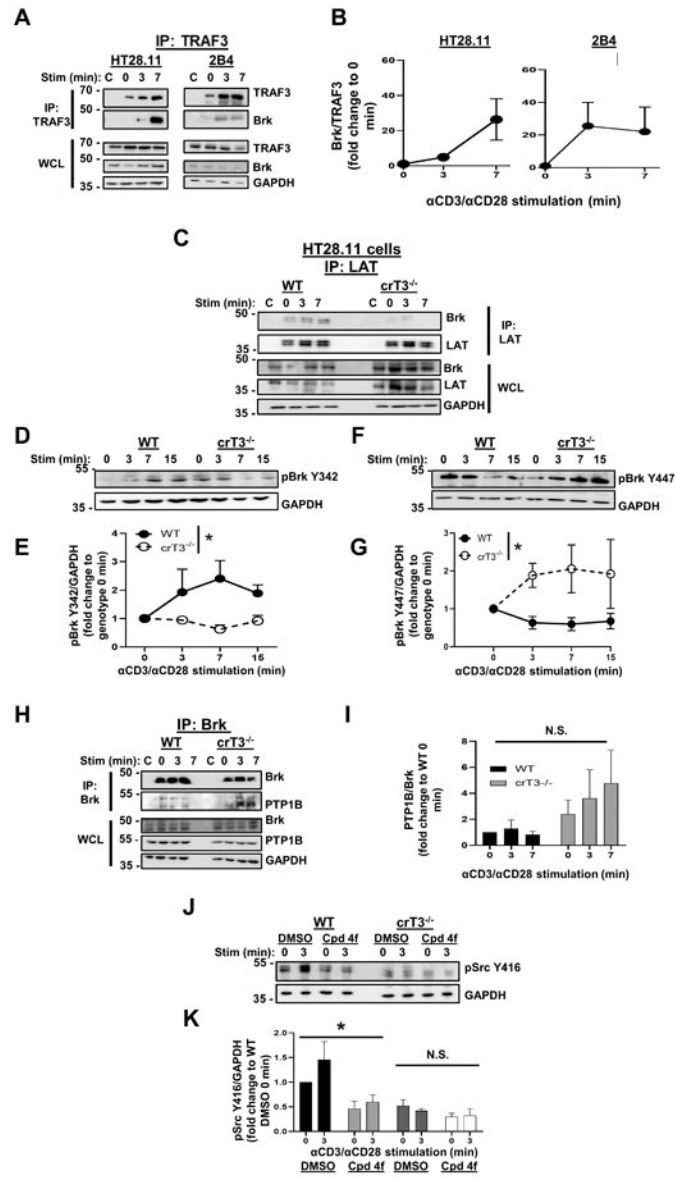 A
IP: TRAF3
HT28.11 2B4
Stim (min): C 0 3 7 C 0 3 7
70 -
TRAF3
IP:
TRAF3
50 -
Brk
70 -
TRAF3
WCL
50 -
Brk
35 -
GAPDH
B
HT28.11 2B4
Brk/TRAF3
(fold change to 0
min)
60
40
20
0
0 3 7
60
40
20
0
0 3 7
αCD3/αCD28 stimulation (min)
C
HT28.11 cells
IP: LAT
WT crT3-/-
Stim (min): C 0 3 7 C 0 3 7
50 -
Brk
IP:
LAT
35 -
LAT
50 -
Brk
WCL
35 -
LAT
35 -
GAPDH
D
WT crT3-/-
Stim (min): 0 3 7 15 0 3 7 15
55
pBrk Y342
35 -
GAPDH
E
WT
crT3-/-
*
pBrk Y342/GAPDH
(fold change to
genotype 0 min)
4
3
2
1
0
0 3 7 15
αCD3/αCD28 stimulation (min)
F
WT crT3-/-
Stim (min): 0 3 7 15 0 3 7 15
55
pBrk Y447
35 -
GAPDH
G
WT
crT3-/-
*
pBrk Y447/GAPDH
(fold change to
genotype 0 min)
3
2
1
0
0 3 7 15
αCD3/αCD28 stimulation (min)
H
IP: Brk
WT crT3-/-
Stim (min): C 0 3 7 C 0 3 7
50 -
Brk
IP:
Brk
50 -
PTP1B
50 -
Brk
WCL
55 -
PTP1B
35 -
GAPDH
I
N.S.
WT
crT3-/-
PTP1B/Brk
(fold change to WT 0
min)
8
6
4
2
0
0 3 7 0 3 7
αCD3/αCD28 stimulation (min)
J
WT crT3-/-
DMSO Cpd 4f DMSO Cpd 4f
Stim (min): 0 3 0 3 0 3 0 3
55
pSrc Y416
35 -
GAPDH
K
*
N.S.
pSrc Y416/GAPDH
(fold change to WT
DMSO 0 min)
2.0
1.5
1.0
0.5
0.0
0 3 0 3 0 3 0 3
αCD3/αCD28 stimulation (min)
DMSO Cpd 4f DMSO Cpd 4f